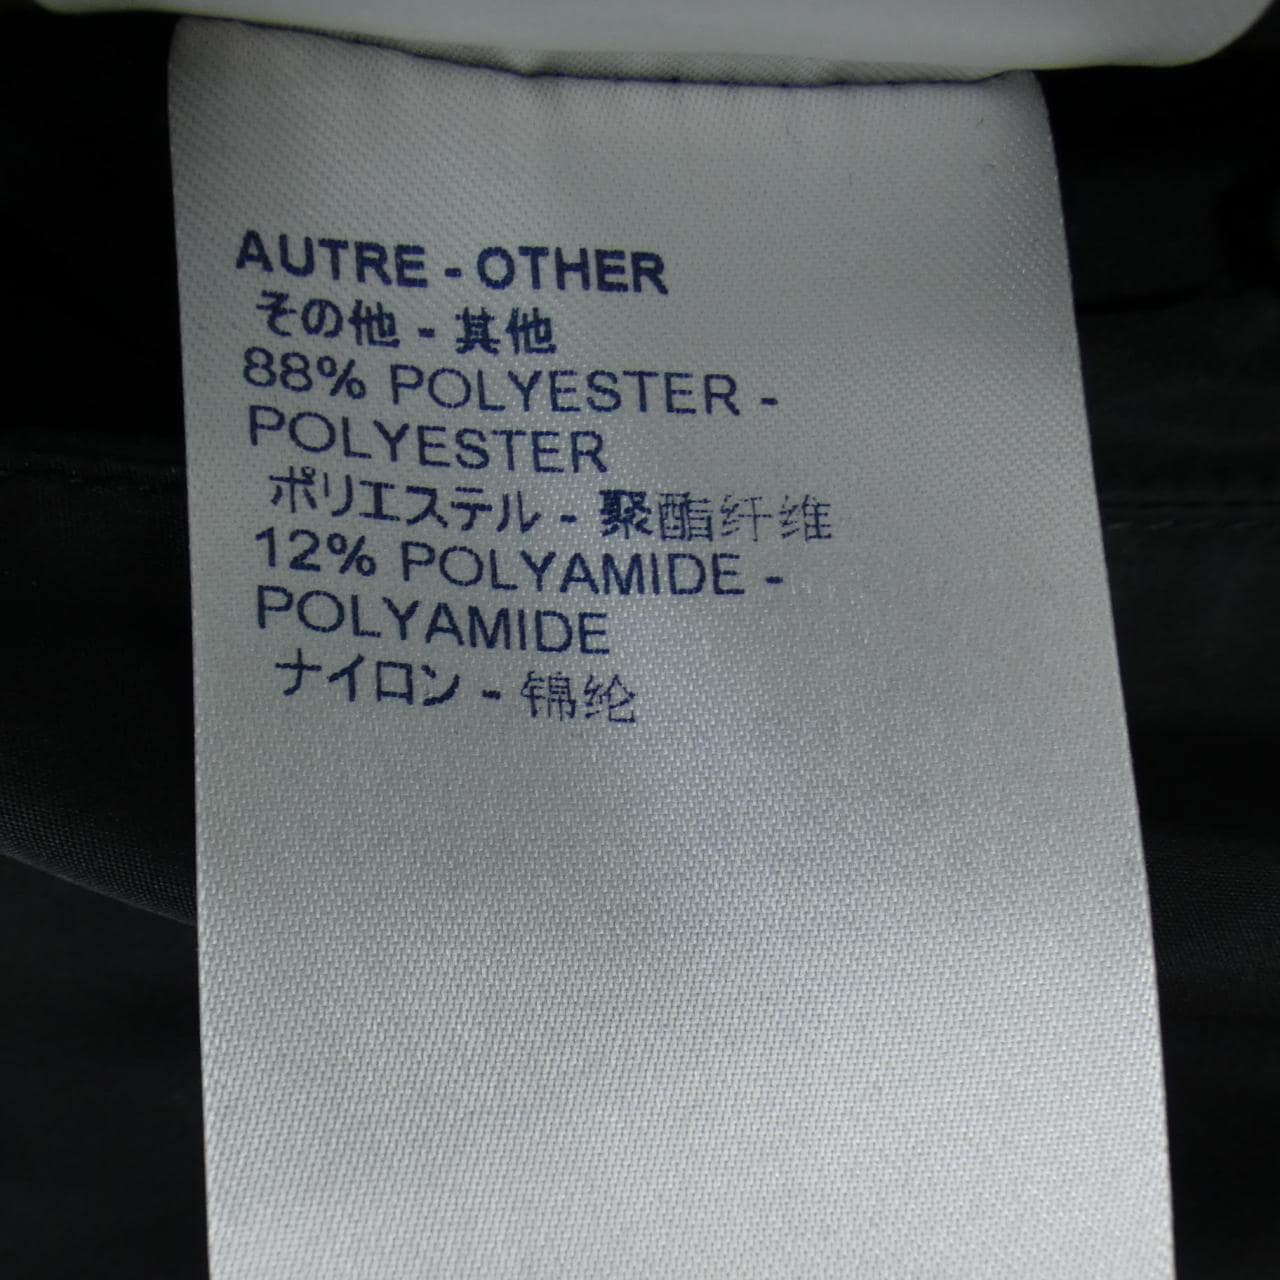 AUTRE - OTHER
その他 - 其他
88% POLYESTER -
POLYESTER
ポリエステル - 聚酯纤维
12% POLYAMIDE -
POLYAMIDE
ナイロン - 锦纶